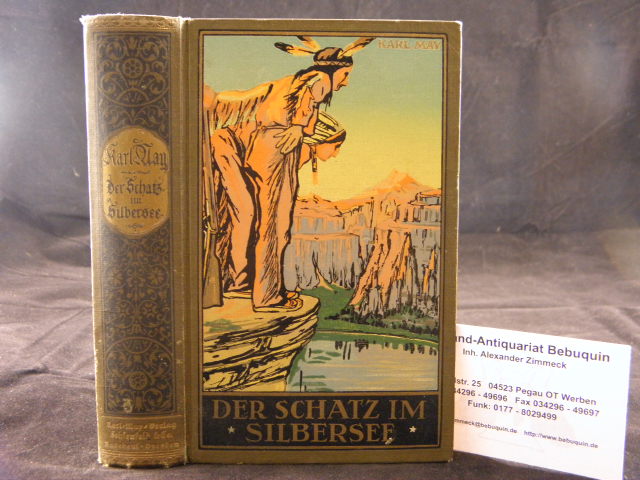 Karl May
Der Schatz
im
Silbersee
Karl-May-Verlag
Radebeul-Dresden
KARL MAY
DER SCHATZ IM
* SILBERSEE *
nd-Antiquariat Bebuquin
Inh. Alexander Zimmeck
str. 25 04523 Pegau OT Werben
34296 - 49696 Fax 034296 - 49697
Funk: 0177 - 8029499
mmeck@bebuquin.de http://www.bebuquin.de